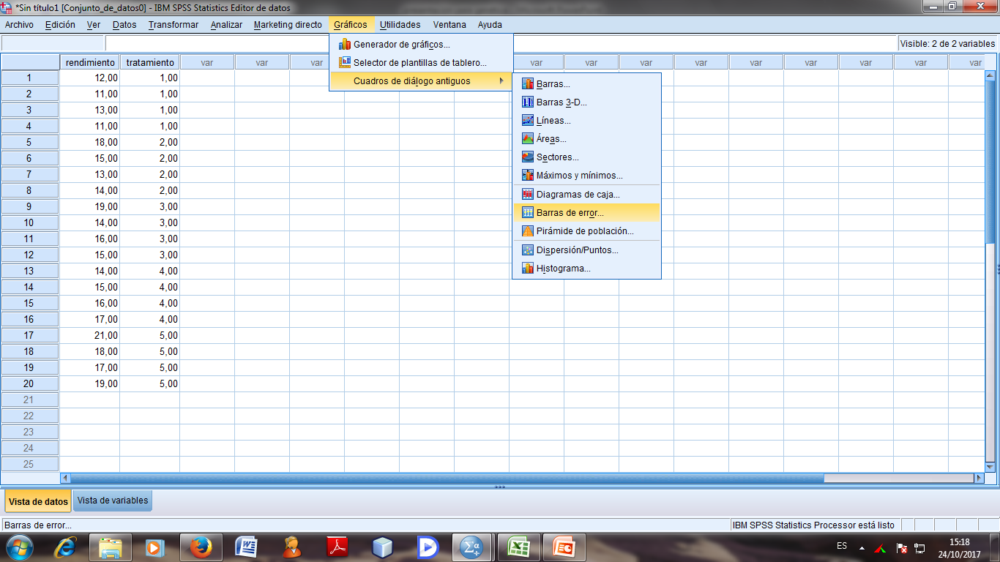 *Sin título1 [Conjunto_de_datos0] - IBM SPSS Statistics Editor de datos
Archivo Edición Ver Datos Transformar Analizar Marketing directo Gráficos Utilidades Ventana Ayuda
Visible: 2 de 2 variables
Generador de gráficos...
Selector de plantillas de tablero...
Cuadros de diálogo antiguos
Barras...
Barras 3-D...
Líneas...
Áreas...
Sectores...
Máximos y mínimos...
Diagramas de caja...
Barras de error...
Pirámide de población...
Dispersión/Puntos...
Histograma...
rendimiento tratamiento var var var var var var var var var var var
1 12,00 1,00
2 11,00 1,00
3 13,00 1,00
4 11,00 1,00
5 18,00 2,00
6 15,00 2,00
7 13,00 2,00
8 14,00 2,00
9 19,00 3,00
10 14,00 3,00
11 16,00 3,00
12 15,00 3,00
13 14,00 4,00
14 15,00 4,00
15 16,00 4,00
16 17,00 4,00
17 21,00 5,00
18 18,00 5,00
19 17,00 5,00
20 19,00 5,00
21
22
23
24
25
Vista de datos Vista de variables
Barras de error... IBM SPSS Statistics Processor está listo
ES 15:18
24/10/2017